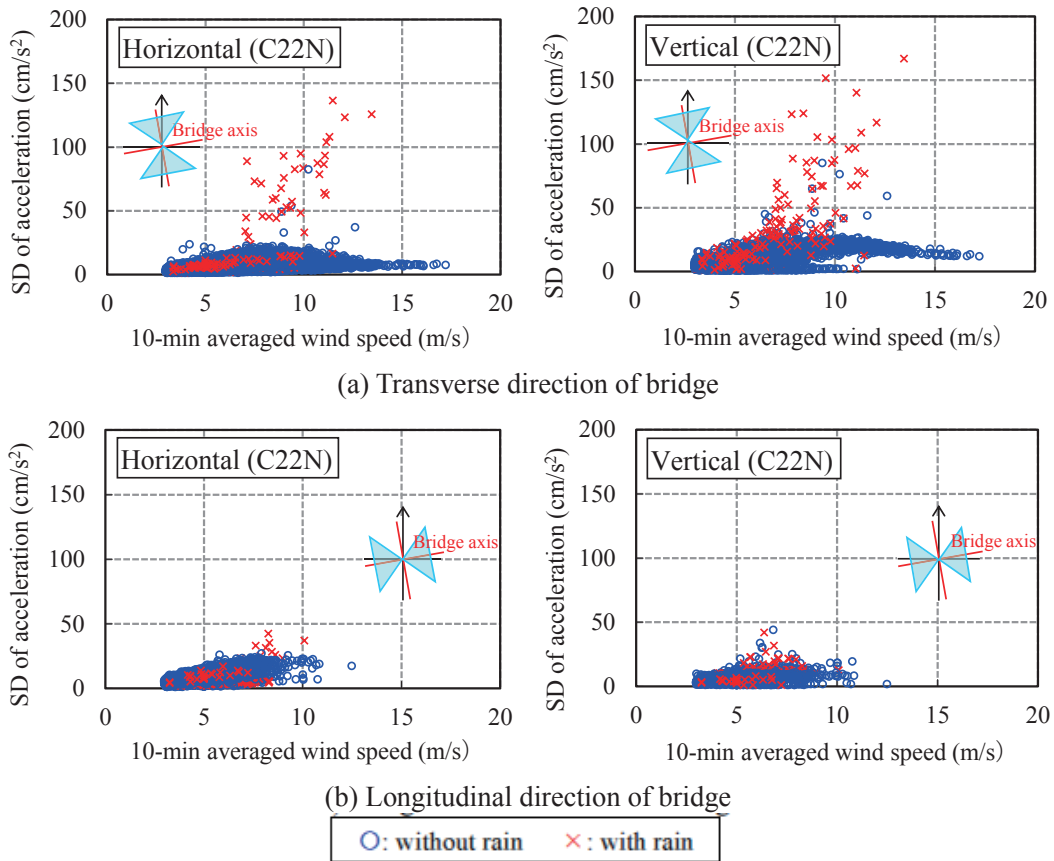 Horizontal (C22N)
Bridge axis
SD of acceleration (cm/s²)
200
150
100
50
0
0 5 10 15 20
10-min averaged wind speed (m/s)
Vertical (C22N)
Bridge axis
SD of acceleration (cm/s²)
200
150
100
50
0
0 5 10 15 20
10-min averaged wind speed (m/s)
(a) Transverse direction of bridge
Horizontal (C22N)
Bridge axis
SD of acceleration (cm/s²)
200
150
100
50
0
0 5 10 15 20
10-min averaged wind speed (m/s)
Vertical (C22N)
Bridge axis
SD of acceleration (cm/s²)
200
150
100
50
0
0 5 10 15 20
10-min averaged wind speed (m/s)
(b) Longitudinal direction of bridge
○: without rain ×: with rain